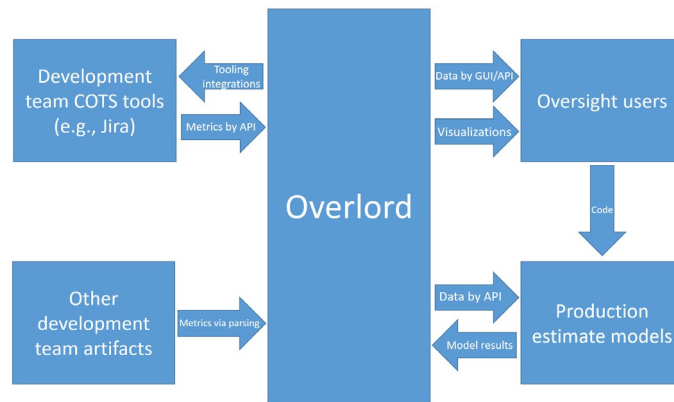 Development
team COTS tools
(e.g., Jira)
Tooling
integrations
Metrics by API
Overlord
Data by GUI/API
Visualizations
Oversight users
Code
Other
development
team artifacts
Metrics via parsing
Data by API
Model results
Production
estimate models